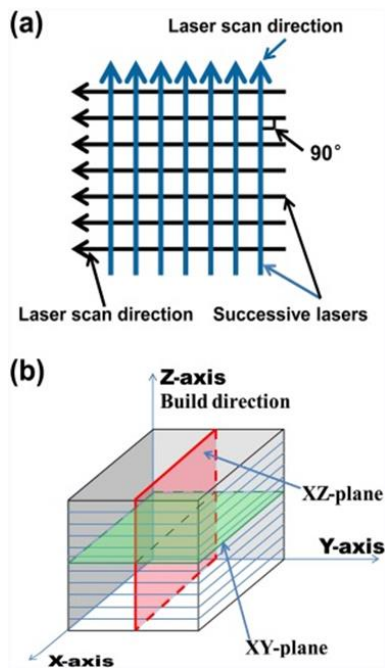 (a)
Laser scan direction
90°
Laser scan direction
Successive lasers
(b)
Z-axis
Build direction
XZ-plane
Y-axis
XY-plane
X-axis